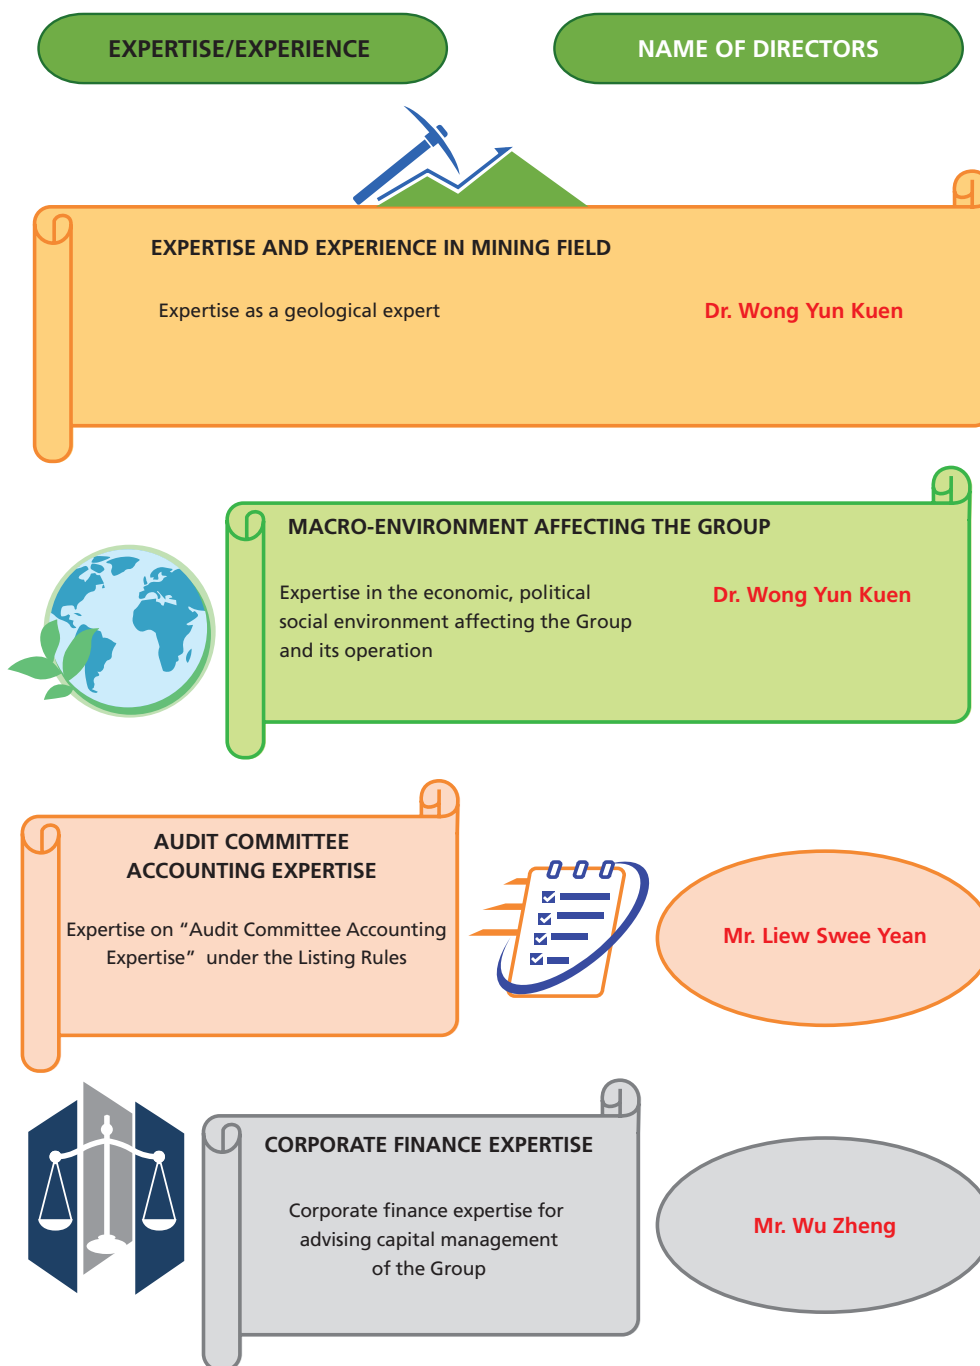 EXPERTISE/EXPERIENCE
NAME OF DIRECTORS
EXPERTISE AND EXPERIENCE IN MINING FIELD
Expertise as a geological expert
Dr. Wong Yun Kuen
MACRO-ENVIRONMENT AFFECTING THE GROUP
Expertise in the economic, political
social environment affecting the Group
and its operation
Dr. Wong Yun Kuen
AUDIT COMMITTEE
ACCOUNTING EXPERTISE
Expertise on “Audit Committee Accounting
Expertise” under the Listing Rules
Mr. Liew Swee Yean
CORPORATE FINANCE EXPERTISE
Corporate finance expertise for
advising capital management
of the Group
Mr. Wu Zheng